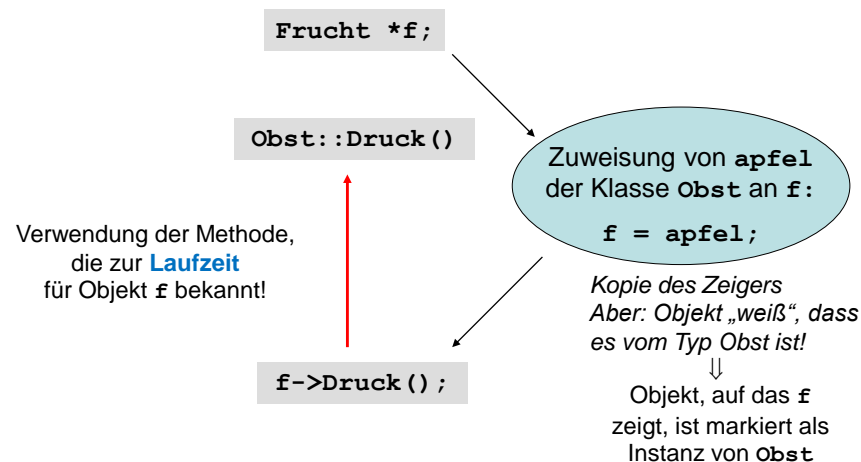 Frucht *f;
Obst::Druck()
Zuweisung von apfel
der Klasse Obst an f:
f = apfel;
Verwendung der Methode,
die zur Laufzeit
für Objekt f bekannt!
Kopie des Zeigers
Aber: Objekt „weiß“, dass
es vom Typ Obst ist!
⇓
Objekt, auf das f
zeigt, ist markiert als
Instanz von Obst
f->Druck();